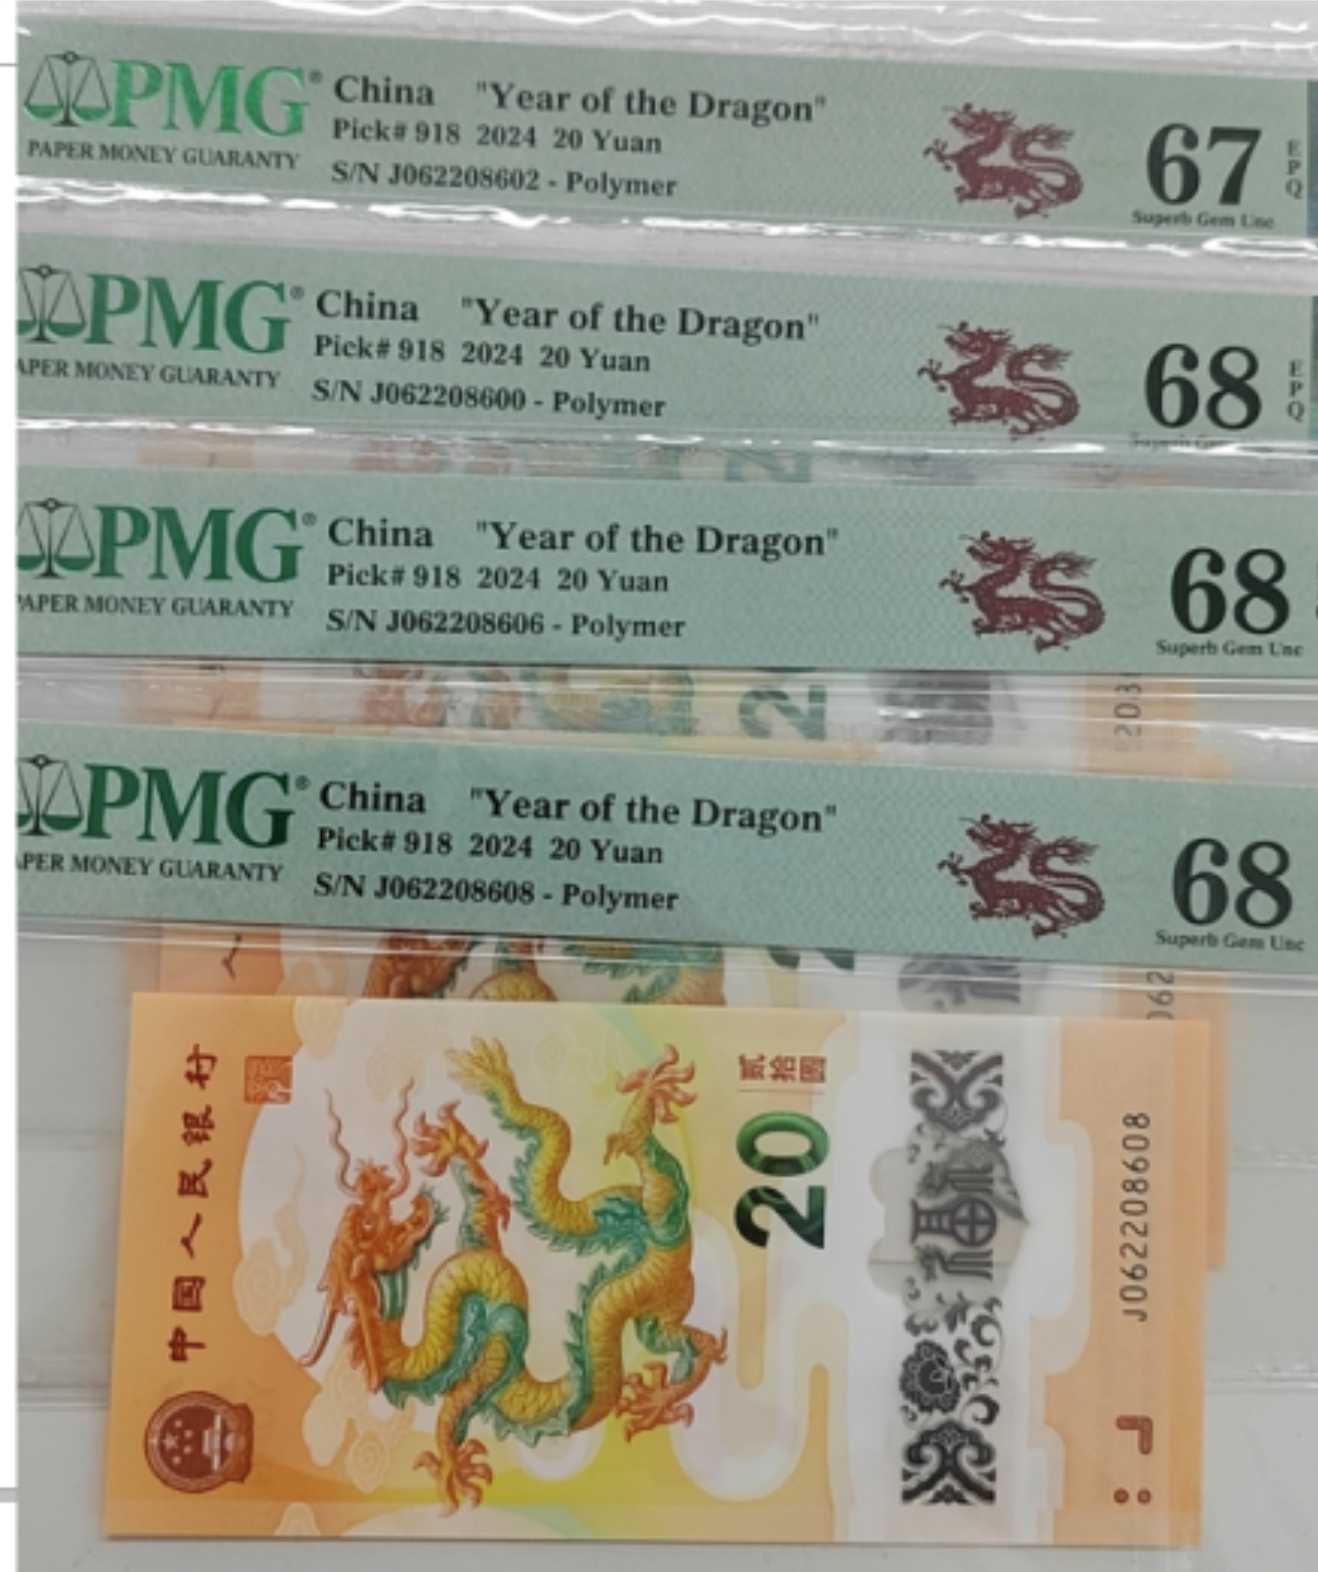 PMG® China "Year of the Dragon"
PAPER MONEY GUARANTY
Pick# 918 2024 20 Yuan
S/N J062208602 - Polymer
67
EPQ
Superb Gem Unc
PMG® China "Year of the Dragon"
APER MONEY GUARANTY
Pick# 918 2024 20 Yuan
S/N J062208600 - Polymer
68
EPQ
PMG® China "Year of the Dragon"
APER MONEY GUARANTY
Pick# 918 2024 20 Yuan
S/N J062208606 - Polymer
68
Superb Gem Unc
PMG® China "Year of the Dragon"
PER MONEY GUARANTY
Pick# 918 2024 20 Yuan
S/N J062208608 - Polymer
68
Superb Gem Unc
062
中国人民银行
贰拾圆
20
J062208608